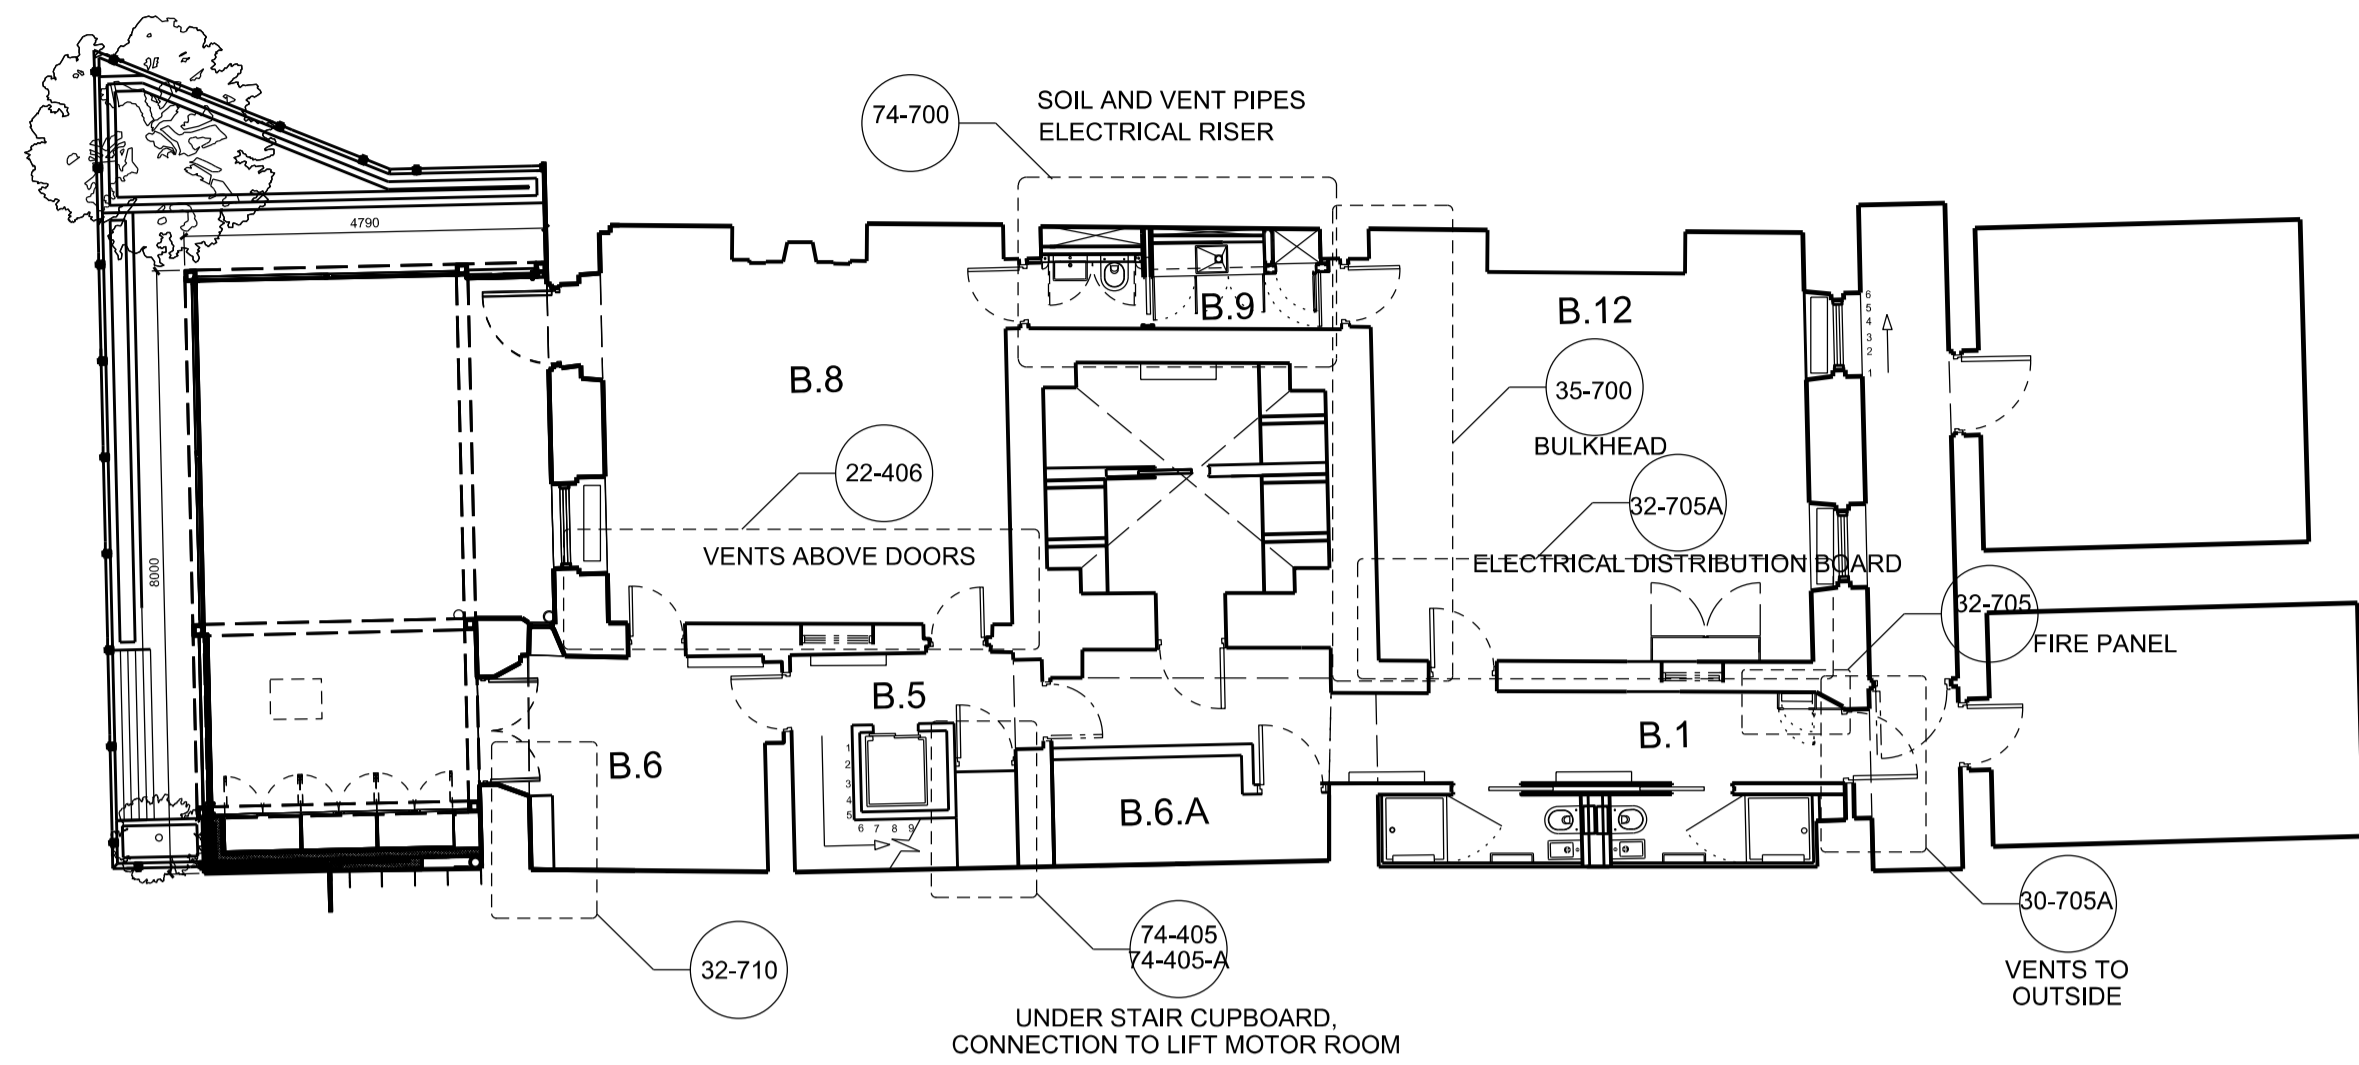 74-700
SOIL AND VENT PIPES
ELECTRICAL RISER
4790
8000
B.9
B.12
6
5
4
3
2
1
B.8
35-700
BULKHEAD
22-406
VENTS ABOVE DOORS
32-705A
ELECTRICAL DISTRIBUTION BOARD
32-705
FIRE PANEL
B.5
B.6
B.1
1
2
3
4
5
6 7 8 9
B.6.A
32-710
74-405
74-405-A
UNDER STAIR CUPBOARD,
CONNECTION TO LIFT MOTOR ROOM
30-705A
VENTS TO
OUTSIDE